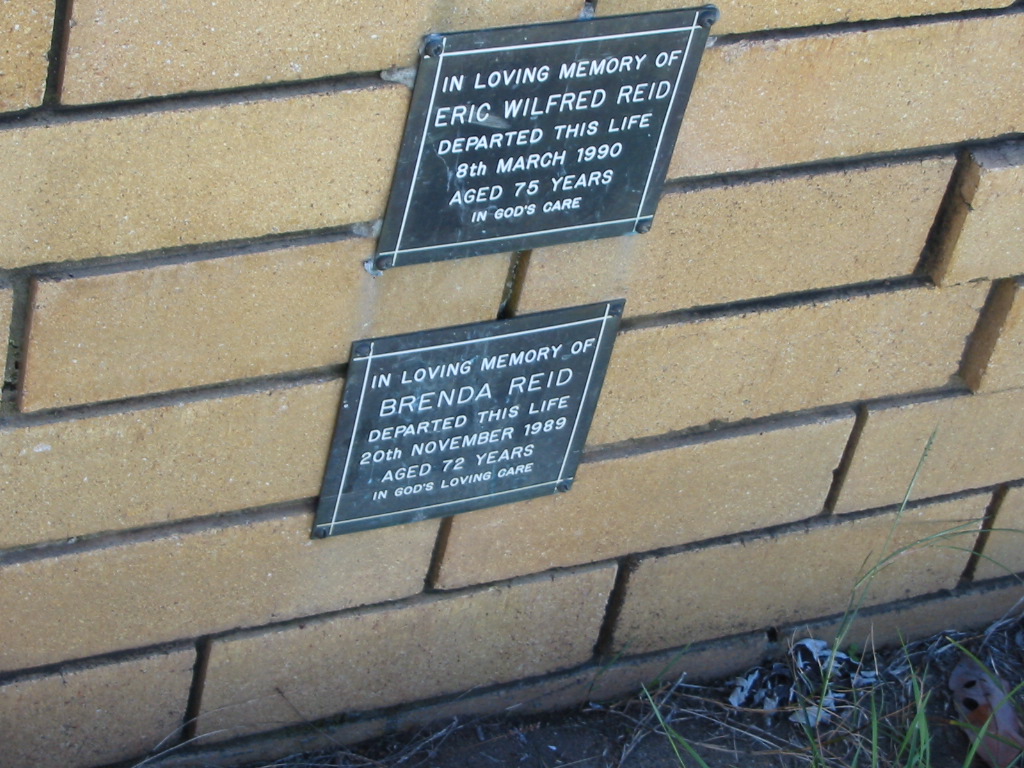 IN LOVING MEMORY OF
ERIC WILFRED REID
DEPARTED THIS LIFE
8th MARCH 1990
AGED 75 YEARS
IN GOD'S CARE
IN LOVING MEMORY OF
BRENDA REID
DEPARTED THIS LIFE
20th NOVEMBER 1989
AGED 72 YEARS
IN GOD'S LOVING CARE